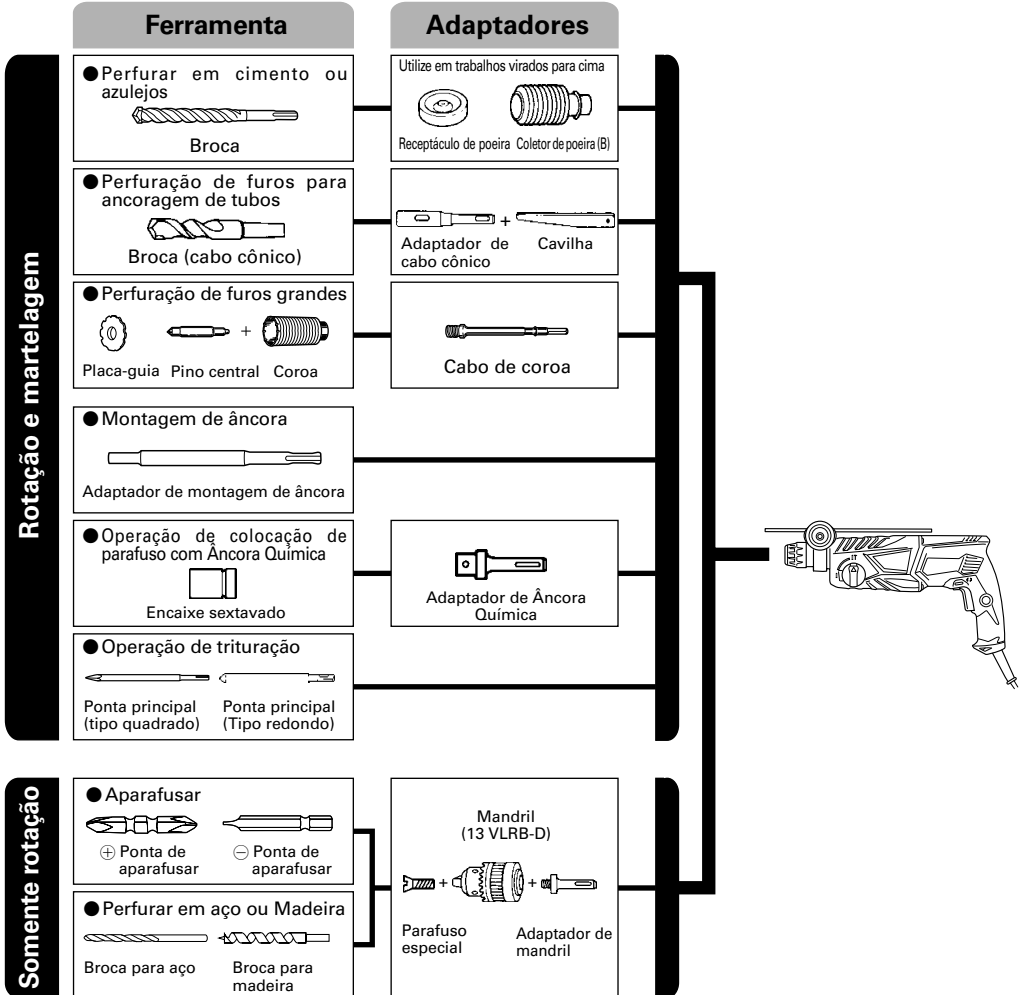 Ferramenta
Adaptadores
Rotação e martelagem
●Perfurar em cimento ou
azulejos
Broca
Utilize em trabalhos virados para cima
Receptáculo de poeira
Coletor de poeira (B)
●Perfuração de furos para
ancoragem de tubos
Broca (cabo cônico)
+
Adaptador de
cabo cônico
Cavilha
●Perfuração de furos grandes
+
Placa-guia
Pino central
Coroa
Cabo de coroa
●Montagem de âncora
Adaptador de montagem de âncora
●Operação de colocação de
parafuso com Âncora Química
Encaixe sextavado
Adaptador de Âncora
Química
●Operação de trituração
Ponta principal
(tipo quadrado)
Ponta principal
(Tipo redondo)
Somente rotação
●Aparafusar
⊕ Ponta de
aparafusar
⊖ Ponta de
aparafusar
●Perfurar em aço ou Madeira
Broca para aço
Broca para
madeira
Mandril
(13 VLRB-D)
+ +
Parafuso
especial
Adaptador de
mandril